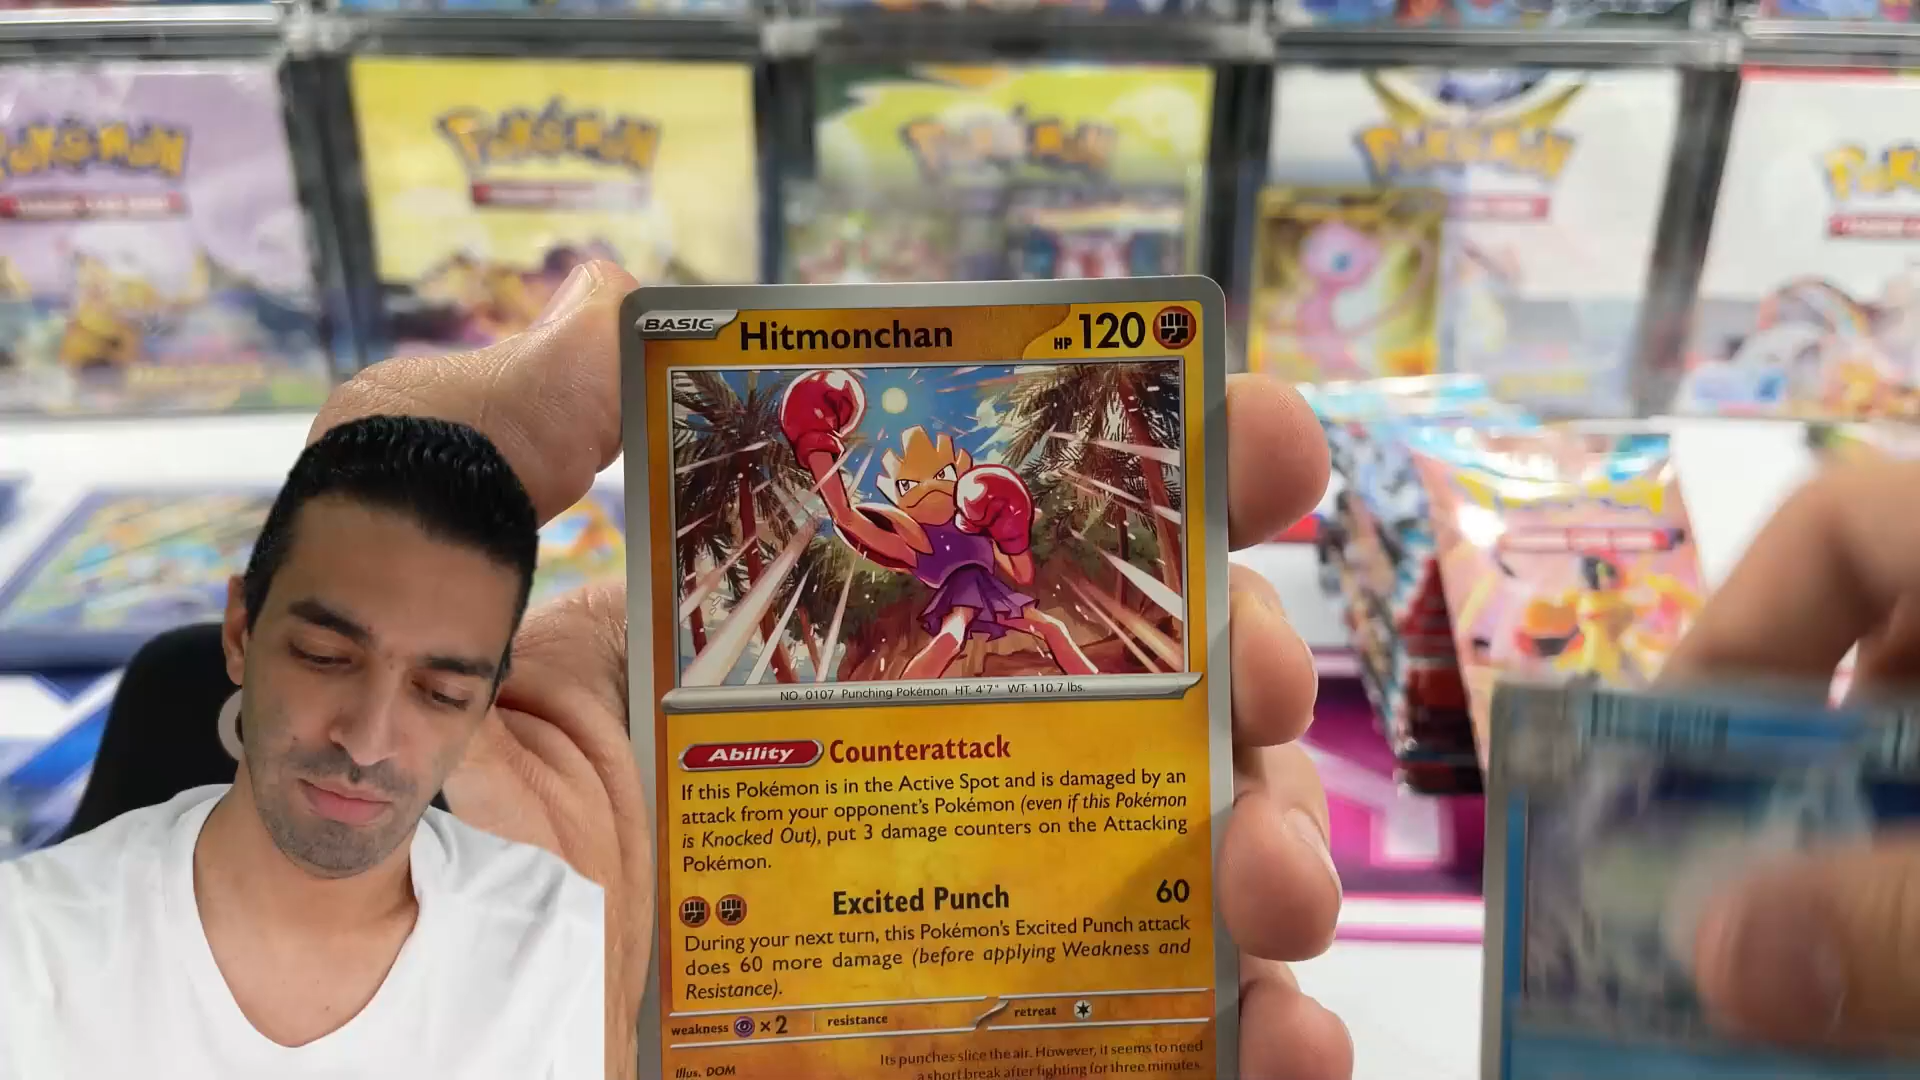 Pokémon
Pokémon
Pokémon
Pokémon
BASIC Hitmonchan HP 120
NO. 0107 Punching Pokémon HT: 4'7" WT: 110.7 lbs.
Ability Counterattack
If this Pokémon is in the Active Spot and is damaged by an
attack from your opponent's Pokémon (even if this Pokémon
is Knocked Out), put 3 damage counters on the Attacking
Pokémon.
Excited Punch 60
During your next turn, this Pokémon's Excited Punch attack
does 60 more damage (before applying Weakness and
Resistance).
weakness ×2 resistance retreat
Its punches slice the air. However, it seems to need
a short break after fighting for three minutes.
Illus. DOM